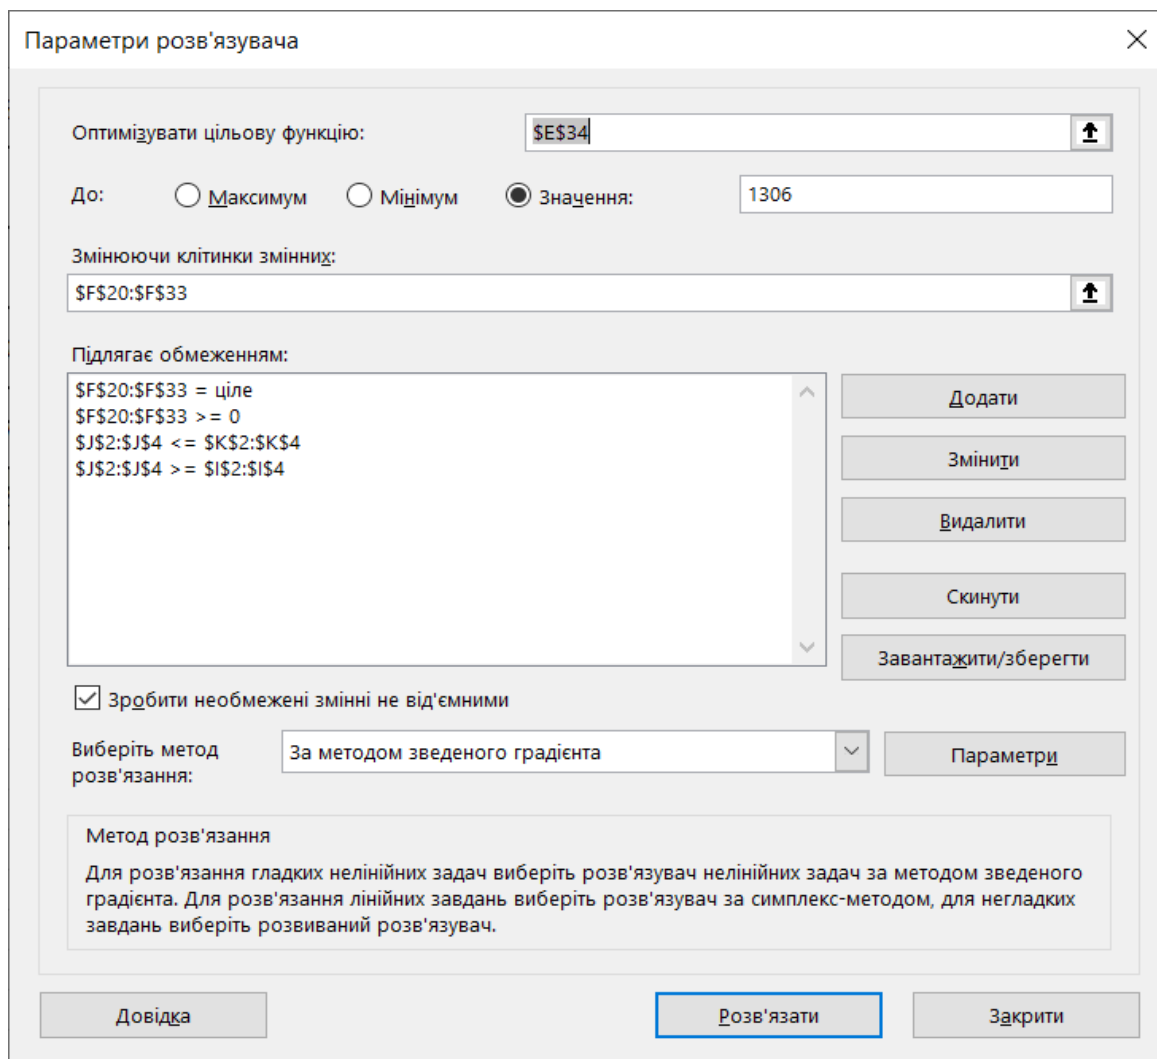 Параметри розв'язувача
Оптимізувати цільову функцію: $E$34
До: Максимум Мінімум Значення: 1306
Змінюючи клітинки змінних:
$F$20:$F$33
Підлягає обмеженням:
$F$20:$F$33 = ціле
$F$20:$F$33 >= 0
$J$2:$J$4 <= $K$2:$K$4
$J$2:$J$4 >= $I$2:$I$4
Додати
Змінити
Видалити
Скинути
Завантажити/зберегти
Зробити необмежені змінні не від'ємними
Виберіть метод
розв'язання:
За методом зведеного градієнта
Параметри
Метод розв'язання
Для розв'язання гладких нелінійних задач виберіть розв'язувач нелінійних задач за методом зведеного
градієнта. Для розв'язання лінійних завдань виберіть розв'язувач за симплекс-методом, для негладких
завдань виберіть розвиваний розв'язувач.
Довідка
Розв'язати
Закрити